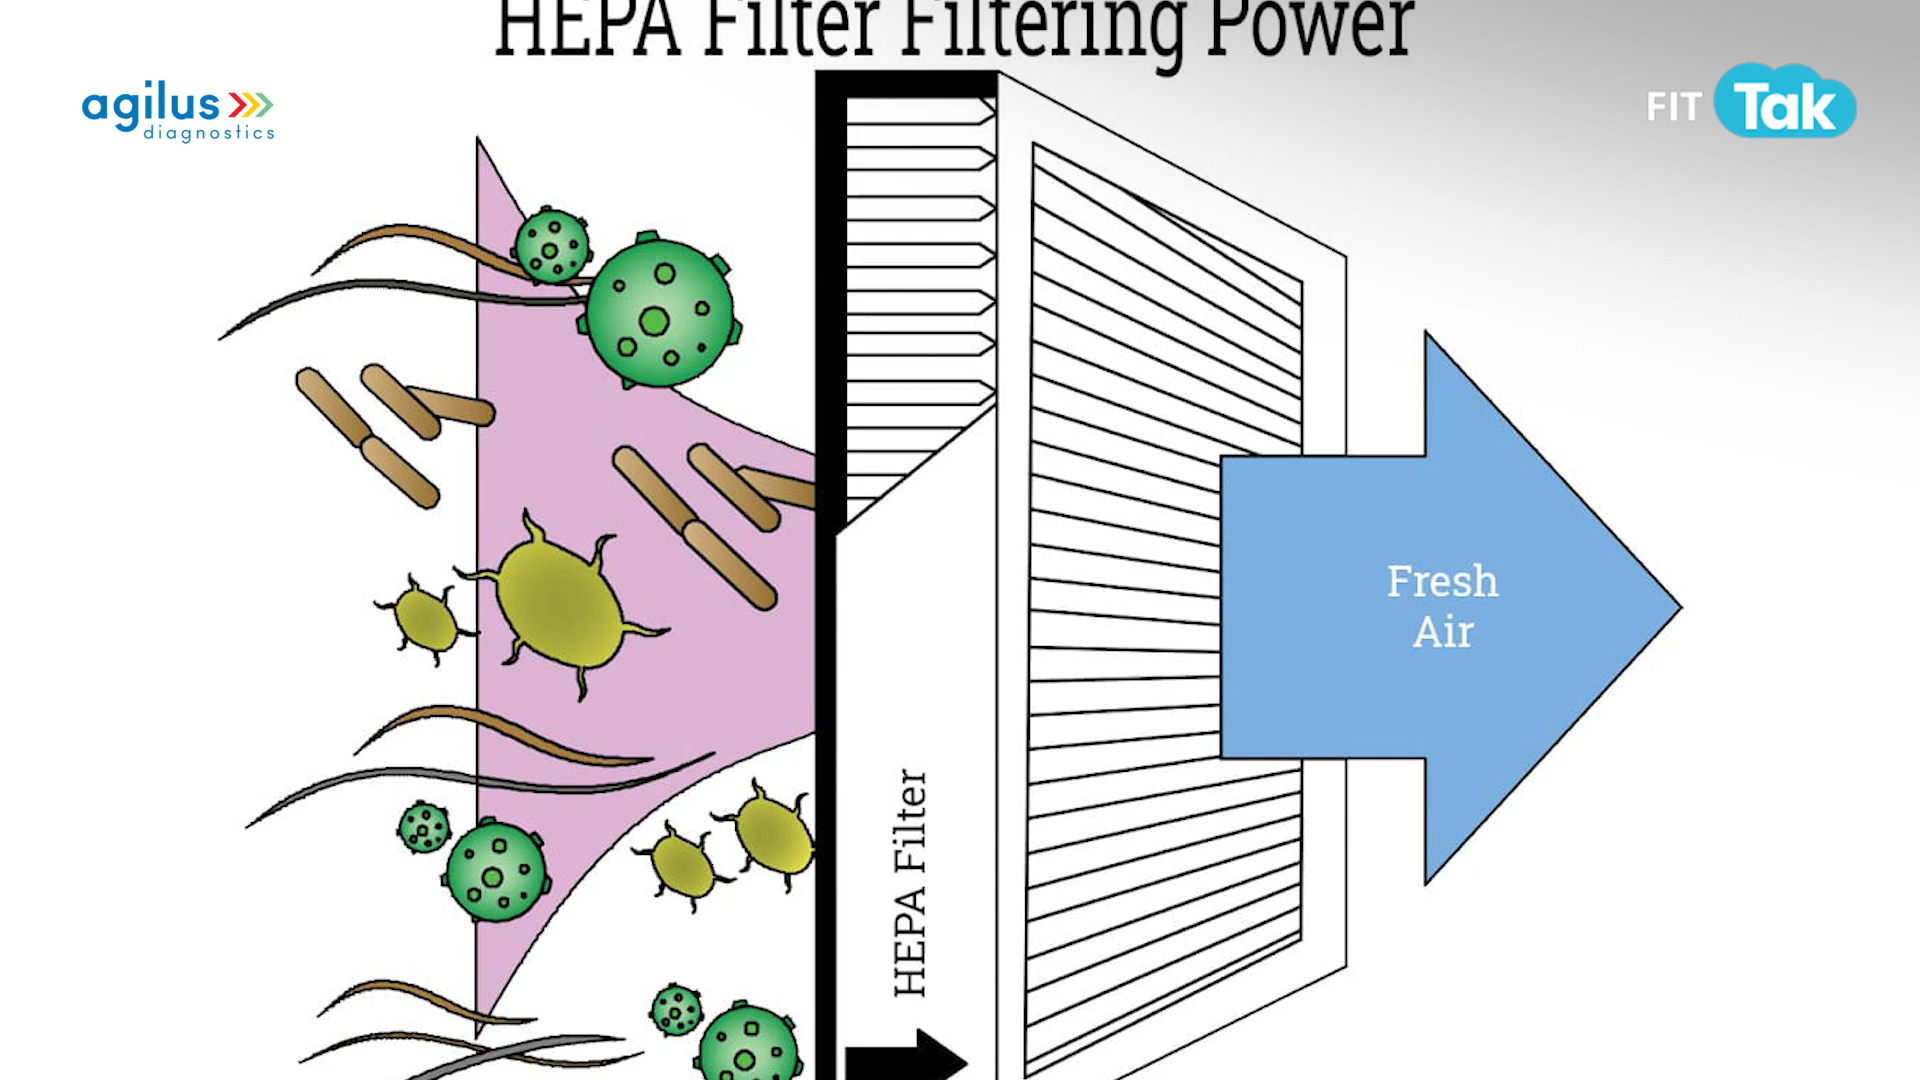 HEPA Filter Filtering Power
agilus
diagnostics
FIT Tak
Fresh
Air
HEPA Filter